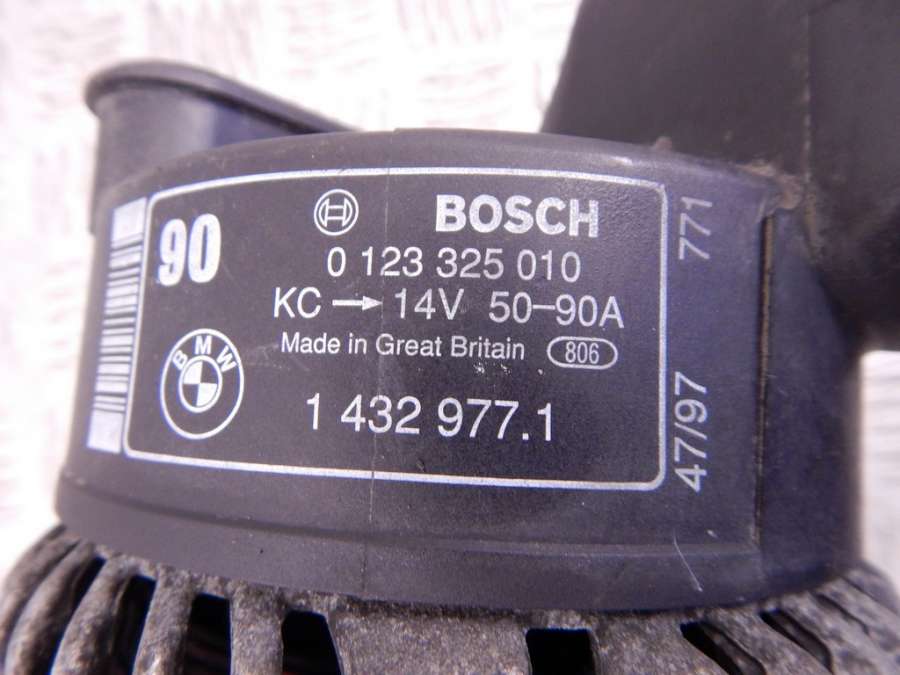 90
BOSCH
0 123 325 010
KC → 14V 50-90A
Made in Great Britain 806
BMW
1 432 977.1
47/97 771